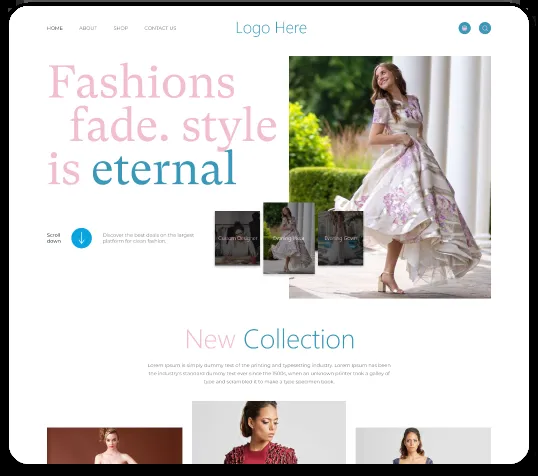 HOME ABOUT SHOP CONTACT US
Logo Here
Fashions
fade. style
is eternal
Scroll
down
Discover the best deals on the largest
platform for clean fashion.
Custom Designer
Evening Maxi
Evening Gown
New Collection
Lorem Ipsum is simply dummy text of the printing and typesetting industry. Lorem Ipsum has been
the industry's standard dummy text ever since the 1500s, when an unknown printer took a galley of
type and scrambled it to make a type specimen book.